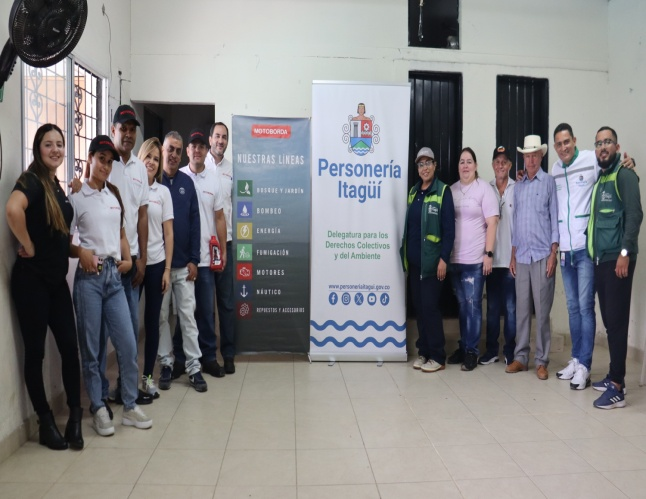 MOTOBORDA
NUESTRAS LÍNEAS
BOSQUE Y JARDÍN
BOMBEO
ENERGÍA
FUMIGACIÓN
MOTORES
NÁUTICO
REPUESTOS Y ACCESORIOS
Personería
Itagüí
Delegatura para los
Derechos Colectivos
y del Ambiente
www.personeriaitagui.gov.co